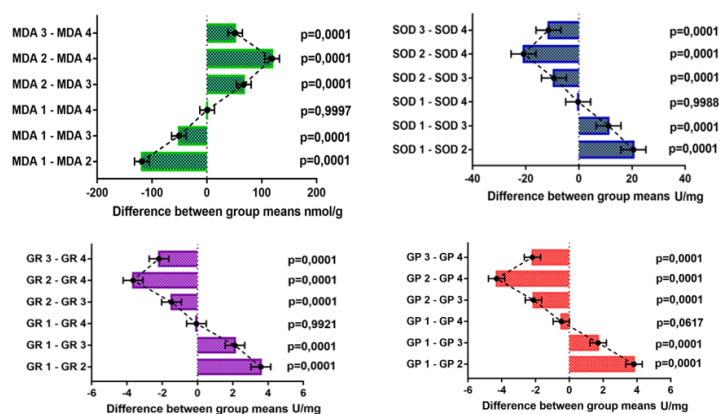 MDA 3 - MDA 4 p=0,0001
MDA 2 - MDA 4 p=0,0001
MDA 2 - MDA 3 p=0,0001
MDA 1 - MDA 4 p=0,9997
MDA 1 - MDA 3 p=0,0001
MDA 1 - MDA 2 p=0,0001
-200 -100 0 100 200
Difference between group means nmol/g
SOD 3 - SOD 4 p=0,0001
SOD 2 - SOD 4 p=0,0001
SOD 2 - SOD 3 p=0,0001
SOD 1 - SOD 4 p=0,9988
SOD 1 - SOD 3 p=0,0001
SOD 1 - SOD 2 p=0,0001
-40 -20 0 20 40
Difference between group means U/mg
GR 3 - GR 4 p=0,0001
GR 2 - GR 4 p=0,0001
GR 2 - GR 3 p=0,0001
GR 1 - GR 4 p=0,9921
GR 1 - GR 3 p=0,0001
GR 1 - GR 2 p=0,0001
-6 -4 -2 0 2 4 6
Difference between group means U/mg
GP 3 - GP 4 p=0,0001
GP 2 - GP 4 p=0,0001
GP 2 - GP 3 p=0,0001
GP 1 - GP 4 p=0,0617
GP 1 - GP 3 p=0,0001
GP 1 - GP 2 p=0,0001
-6 -4 -2 0 2 4 6
Difference between group means U/mg